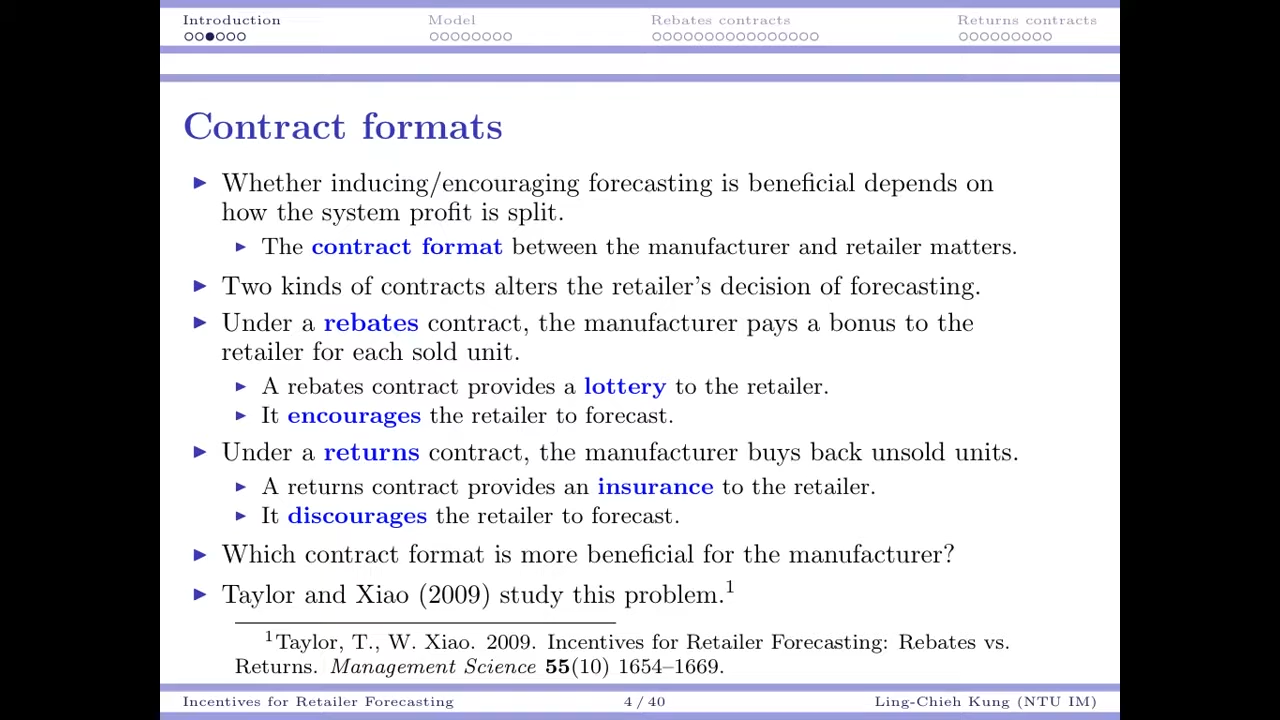 Introduction Model Rebates contracts Returns contracts
Contract formats
Whether inducing/encouraging forecasting is beneficial depends on
how the system profit is split.
The contract format between the manufacturer and retailer matters.
Two kinds of contracts alters the retailer's decision of forecasting.
Under a rebates contract, the manufacturer pays a bonus to the
retailer for each sold unit.
A rebates contract provides a lottery to the retailer.
It encourages the retailer to forecast.
Under a returns contract, the manufacturer buys back unsold units.
A returns contract provides an insurance to the retailer.
It discourages the retailer to forecast.
Which contract format is more beneficial for the manufacturer?
Taylor and Xiao (2009) study this problem.1
1Taylor, T., W. Xiao. 2009. Incentives for Retailer Forecasting: Rebates vs.
Returns. Management Science 55(10) 1654–1669.
Incentives for Retailer Forecasting 4 / 40 Ling-Chieh Kung (NTU IM)